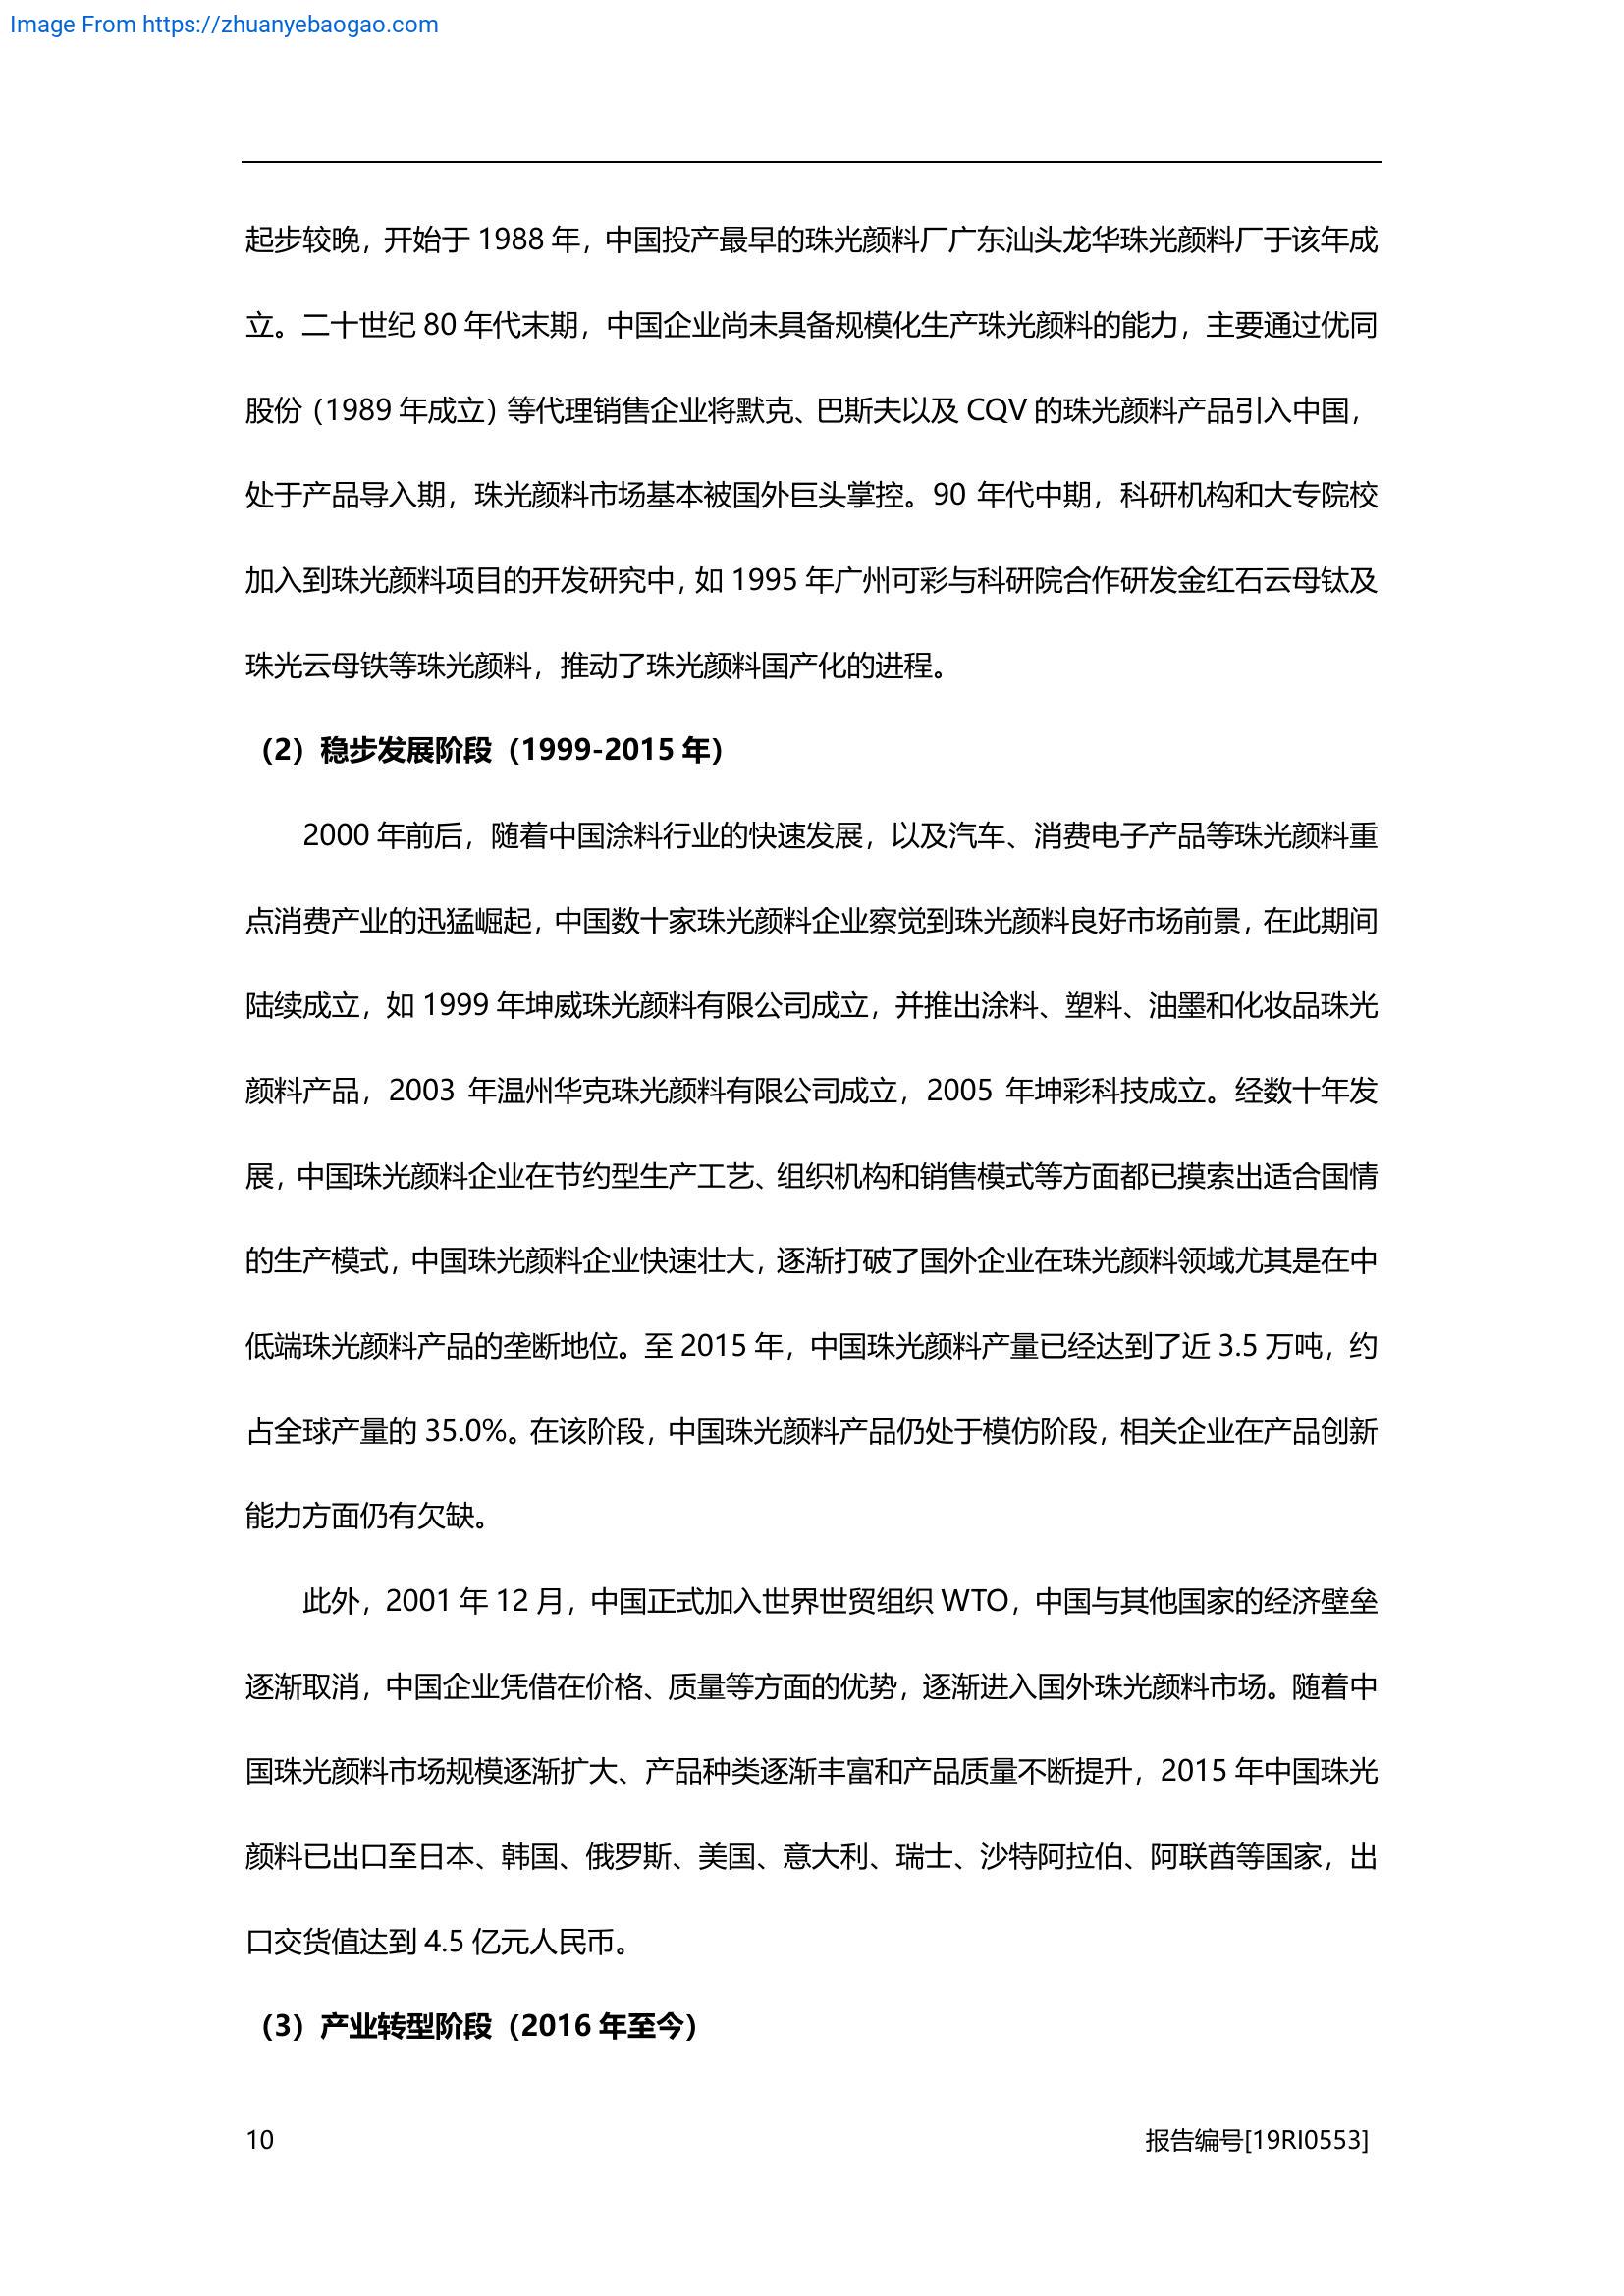 Image From https://zhuanyebaogao.com
起步较晚，开始于 1988 年，中国投产最早的珠光颜料厂广东汕头龙华珠光颜料厂于该年成
立。二十世纪 80 年代末期，中国企业尚未具备规模化生产珠光颜料的能力，主要通过优同
股份（1989 年成立）等代理销售企业将默克、巴斯夫以及 CQV 的珠光颜料产品引入中国，
处于产品导入期，珠光颜料市场基本被国外巨头掌控。90 年代中期，科研机构和大专院校
加入到珠光颜料项目的开发研究中，如 1995 年广州可彩与科研院合作研发金红石云母钛及
珠光云母铁等珠光颜料，推动了珠光颜料国产化的进程。
（2）稳步发展阶段（1999-2015 年）
2000 年前后，随着中国涂料行业的快速发展，以及汽车、消费电子产品等珠光颜料重
点消费产业的迅猛崛起，中国数十家珠光颜料企业察觉到珠光颜料良好市场前景，在此期间
陆续成立，如 1999 年坤威珠光颜料有限公司成立，并推出涂料、塑料、油墨和化妆品珠光
颜料产品，2003 年温州华克珠光颜料有限公司成立，2005 年坤彩科技成立。经数十年发
展，中国珠光颜料企业在节约型生产工艺、组织机构和销售模式等方面都已摸索出适合国情
的生产模式，中国珠光颜料企业快速壮大，逐渐打破了国外企业在珠光颜料领域尤其是在中
低端珠光颜料产品的垄断地位。至 2015 年，中国珠光颜料产量已经达到了近 3.5 万吨，约
占全球产量的 35.0%。在该阶段，中国珠光颜料产品仍处于模仿阶段，相关企业在产品创新
能力方面仍有欠缺。
此外，2001 年 12 月，中国正式加入世界世贸组织 WTO，中国与其他国家的经济壁垒
逐渐取消，中国企业凭借在价格、质量等方面的优势，逐渐进入国外珠光颜料市场。随着中
国珠光颜料市场规模逐渐扩大、产品种类逐渐丰富和产品质量不断提升，2015 年中国珠光
颜料已出口至日本、韩国、俄罗斯、美国、意大利、瑞士、沙特阿拉伯、阿联酋等国家，出
口交货值达到 4.5 亿元人民币。
（3）产业转型阶段（2016 年至今）
10
报告编号[19RI0553]